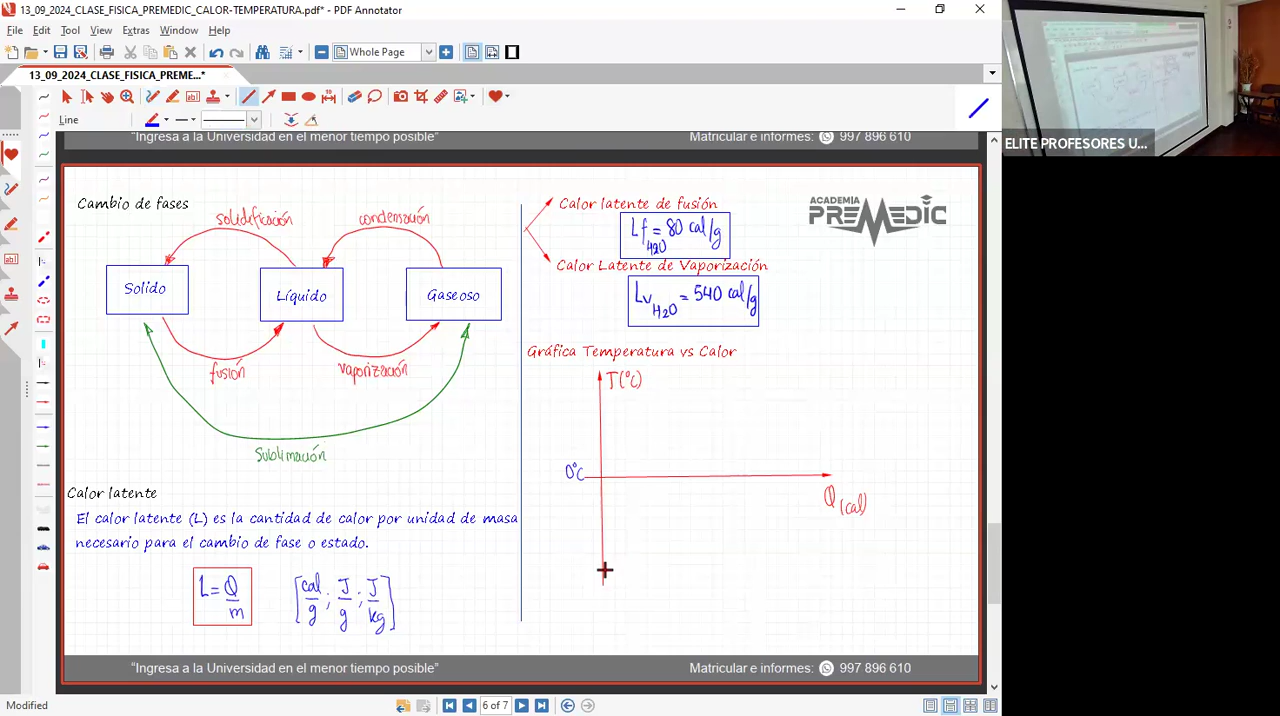 13_09_2024_CLASE_FISICA_PREMEDIC_CALOR-TEMPERATURA.pdf* - PDF Annotator
File Edit Tool View Extras Window Help
Whole Page
13_09_2024_CLASE_FISICA_PREME...*
Line
ELITE PROFESORES U...
“Ingresa a la Universidad en el menor tiempo posible”
Matricular e informes: 997 896 610
Cambio de fases
solidificación
condensación
Solido
Líquido
Gaseoso
fusión
vaporización
Sublimación
Calor latente
El calor latente (L) es la cantidad de calor por unidad de masa
necesario para el cambio de fase o estado.
L = Q/m
[cal/g ; J/g ; J/kg]
Calor latente de fusión
Lf H2O = 80 cal/g
Calor Latente de Vaporización
Lv H2O = 540 cal/g
ACADEMIA
PREMEDIC
Gráfica Temperatura vs Calor
T(°C)
0°C
Q(cal)
“Ingresa a la Universidad en el menor tiempo posible”
Matricular e informes: 997 896 610
Modified
6 of 7